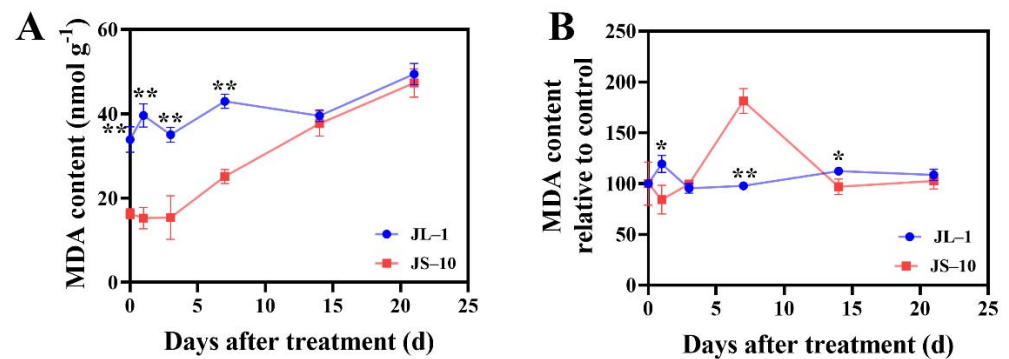 A
MDA content (nmol g-1)
60
40
20
0
**
**
**
**
JL–1
JS–10
0 5 10 15 20 25
Days after treatment (d)
B
MDA content
relative to control
250
200
150
100
50
0
*
**
*
JL–1
JS–10
0 5 10 15 20 25
Days after treatment (d)